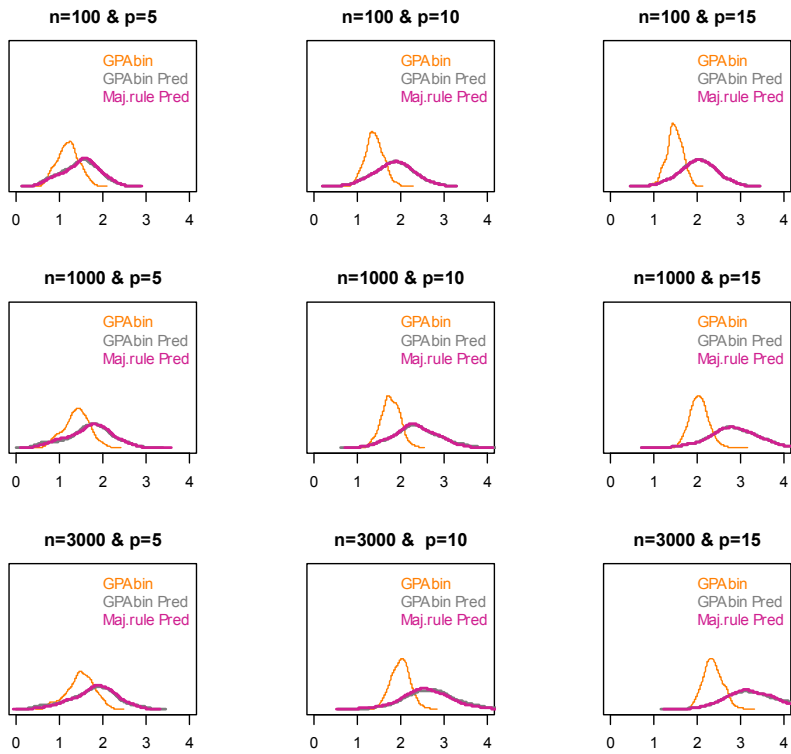 n=100 & p=5
n=100 & p=10
n=100 & p=15
GPAbin
GPAbin Pred
Maj.rule Pred
GPAbin
GPAbin Pred
Maj.rule Pred
GPAbin
GPAbin Pred
Maj.rule Pred
0 1 2 3 4
0 1 2 3 4
0 1 2 3 4
n=1000 & p=5
n=1000 & p=10
n=1000 & p=15
GPAbin
GPAbin Pred
Maj.rule Pred
GPAbin
GPAbin Pred
Maj.rule Pred
GPAbin
GPAbin Pred
Maj.rule Pred
0 1 2 3 4
0 1 2 3 4
0 1 2 3 4
n=3000 & p=5
n=3000 &  p=10
n=3000 & p=15
GPAbin
GPAbin Pred
Maj.rule Pred
GPAbin
GPAbin Pred
Maj.rule Pred
GPAbin
GPAbin Pred
Maj.rule Pred
0 1 2 3 4
0 1 2 3 4
0 1 2 3 4